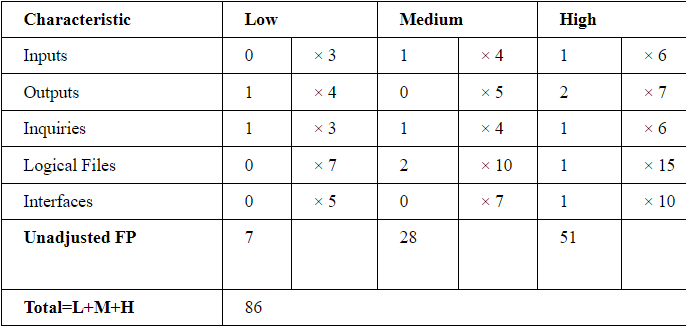 Characteristic Low Medium High
Inputs 0 × 3 1 × 4 1 × 6
Outputs 1 × 4 0 × 5 2 × 7
Inquiries 1 × 3 1 × 4 1 × 6
Logical Files 0 × 7 2 × 10 1 × 15
Interfaces 0 × 5 0 × 7 1 × 10
Unadjusted FP 7 28 51
Total=L+M+H 86